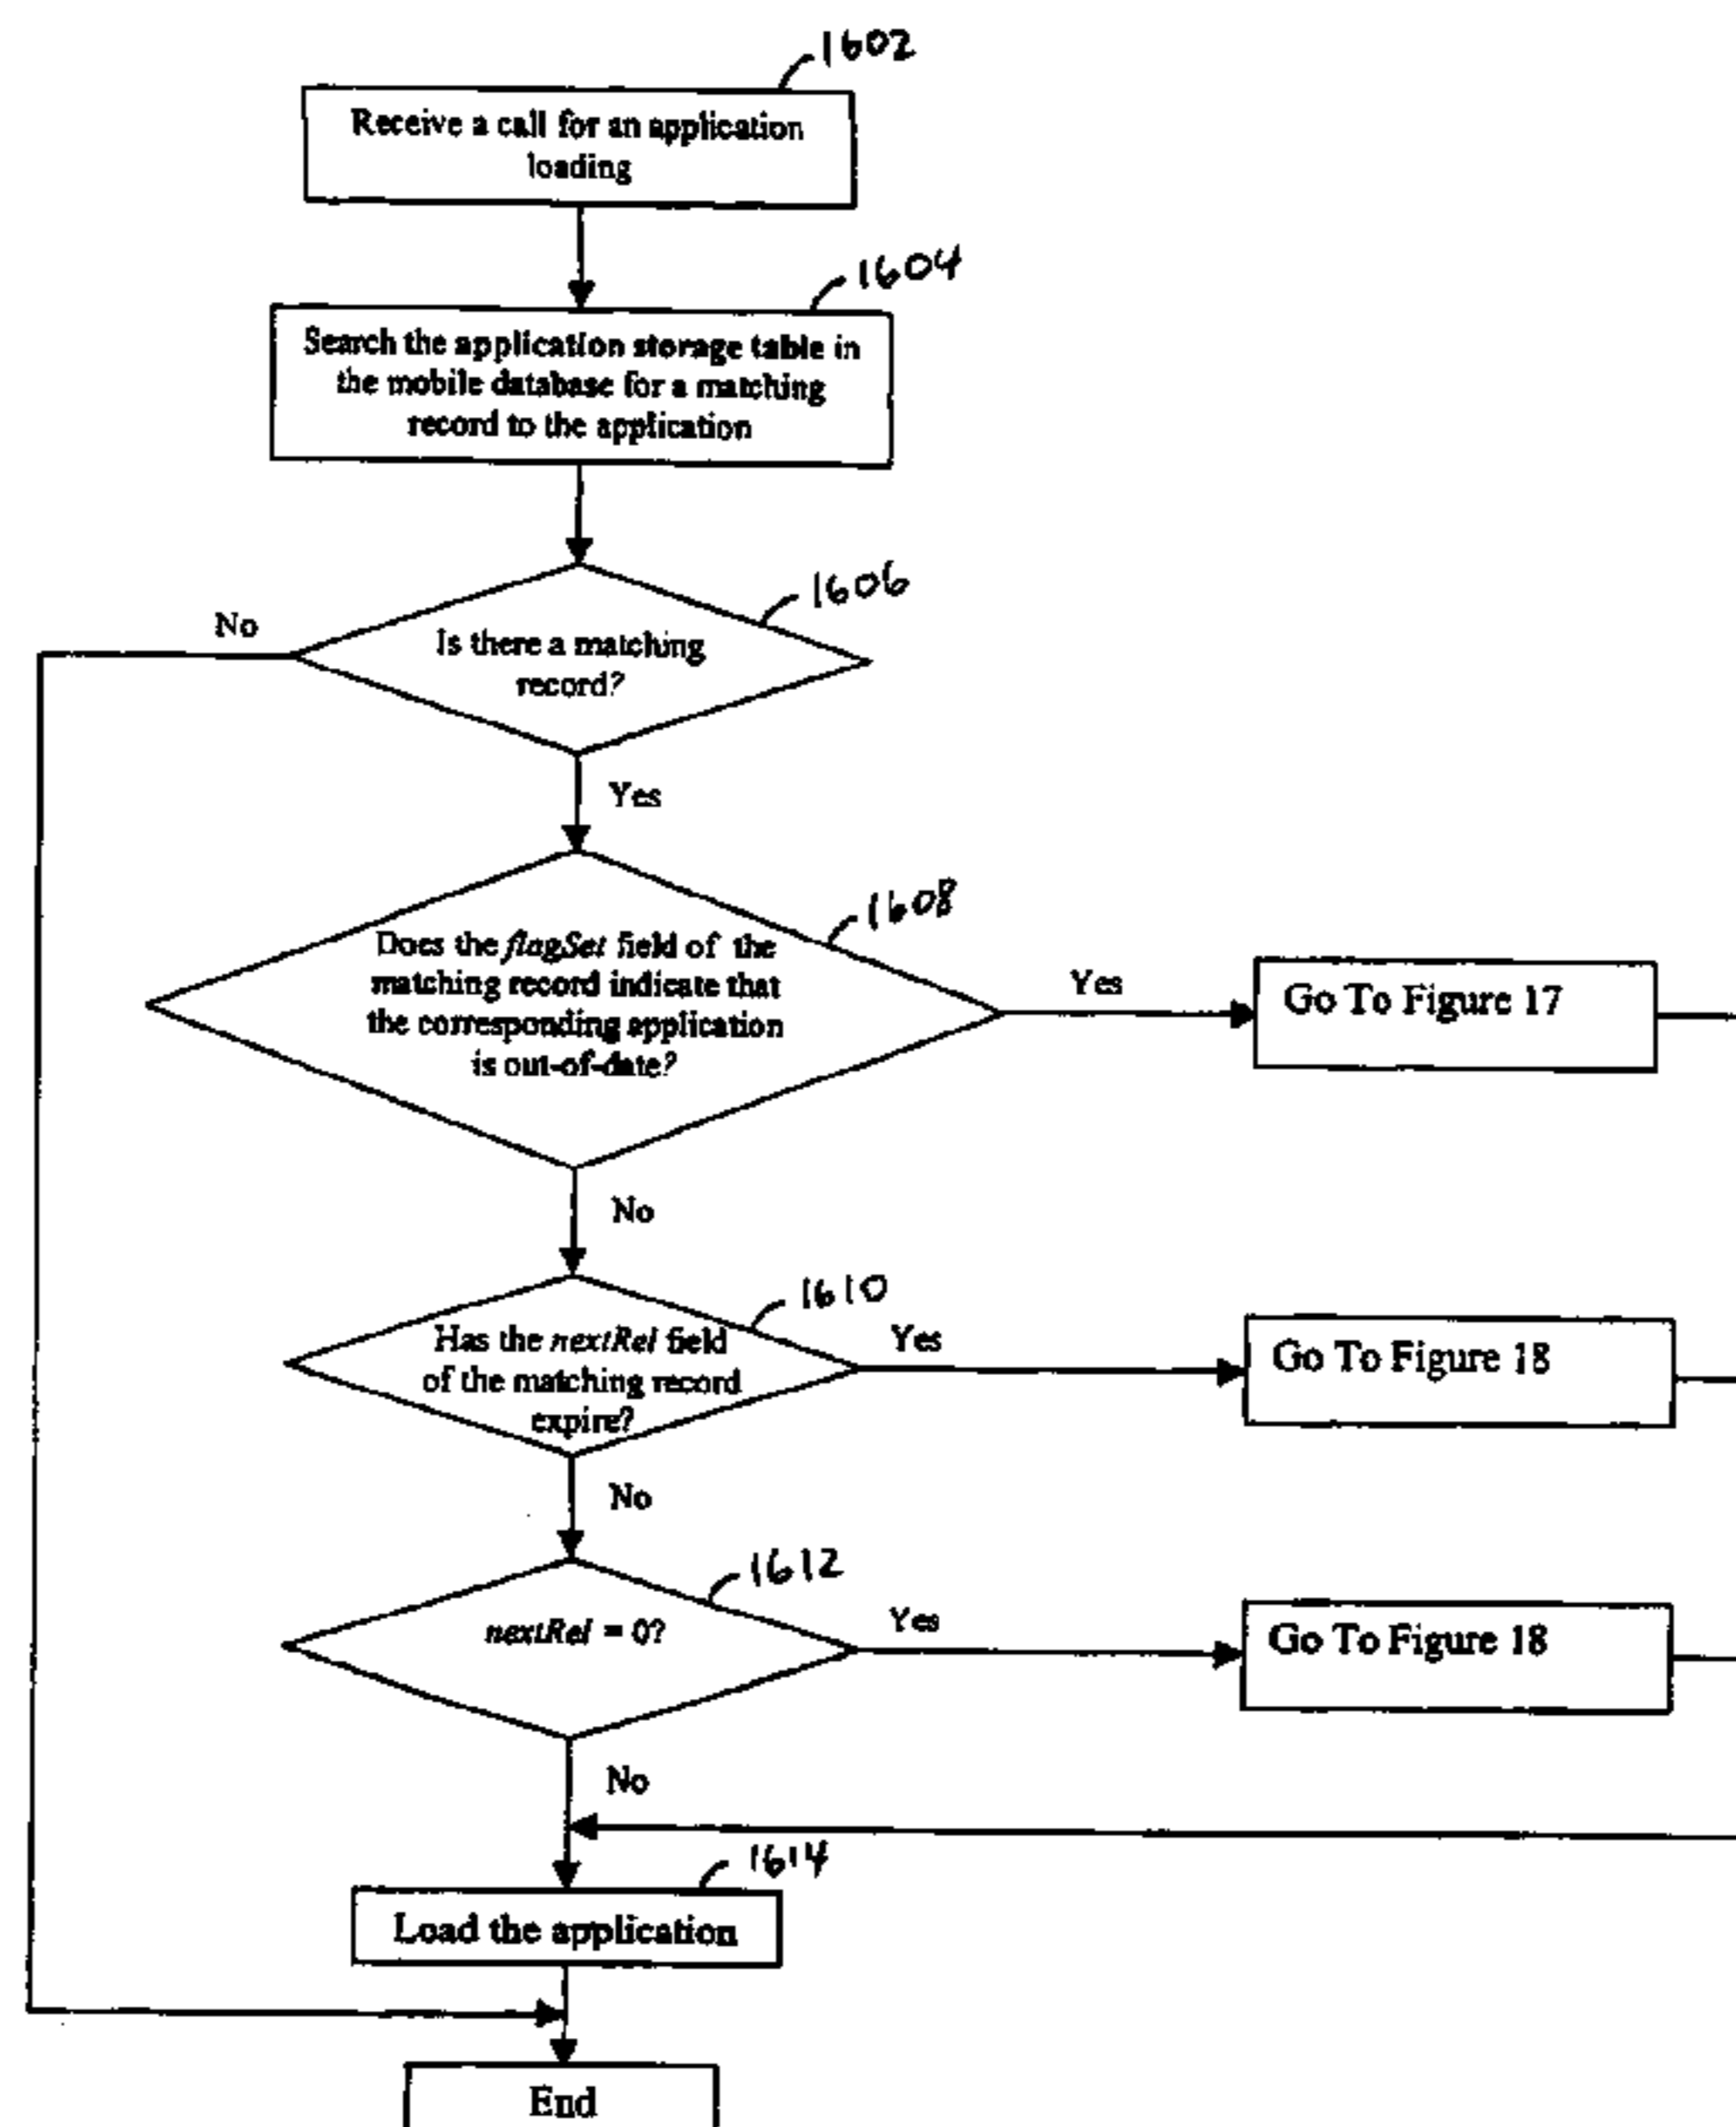 1602
Receive a call for an application
loading
1604
Search the application storage table in
the mobile database for a matching
record to the application
1606
No
Is there a matching
record?
Yes
1608
Does the flagSet field of the
matching record indicate that
the corresponding application
is out-of-date?
Yes
Go To Figure 17
No
1610
Has the nextRel field
of the matching record
expire?
Yes
Go To Figure 18
No
1612
nextRel = 0?
Yes
Go To Figure 18
No
1614
Load the application
End